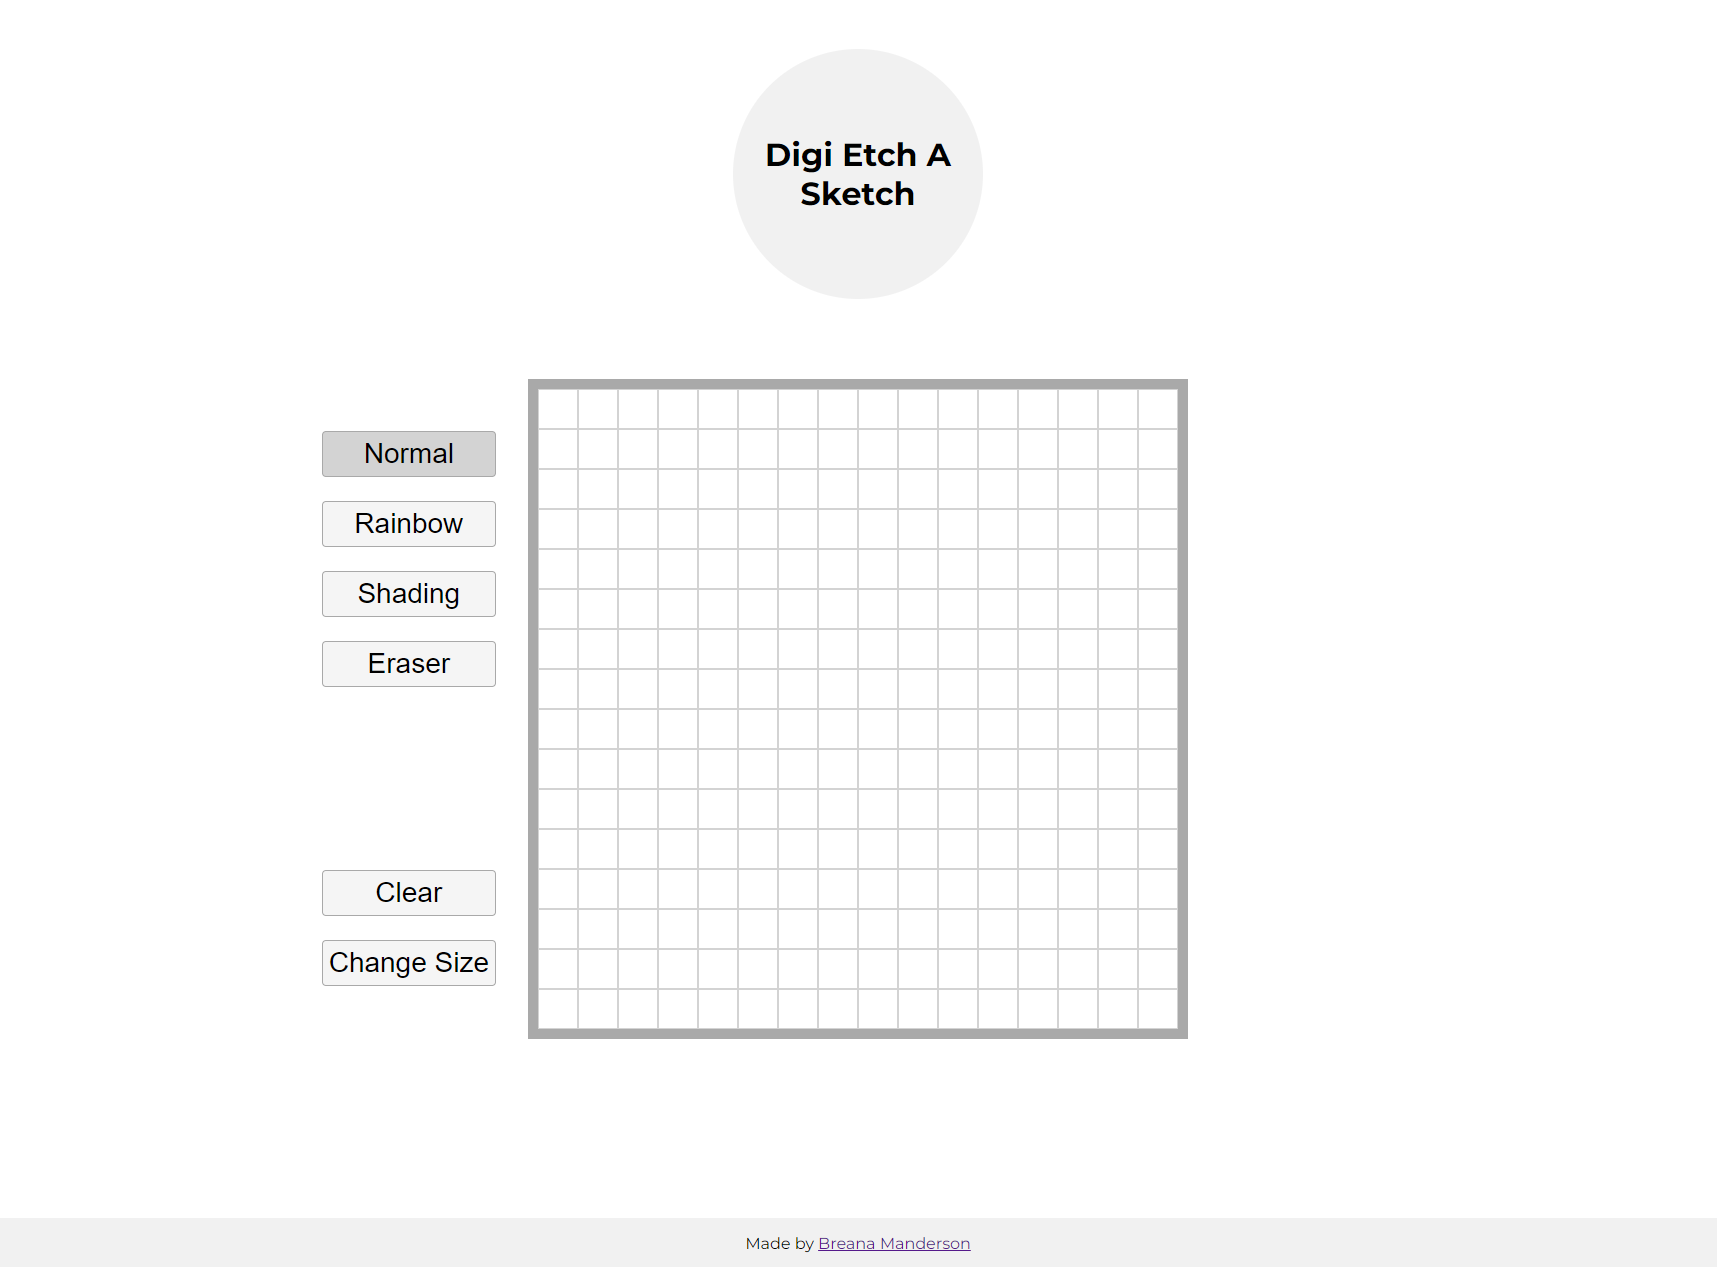 Digi Etch A
Sketch
Normal
Rainbow
Shading
Eraser
Clear
Change Size
Made by Breana Manderson